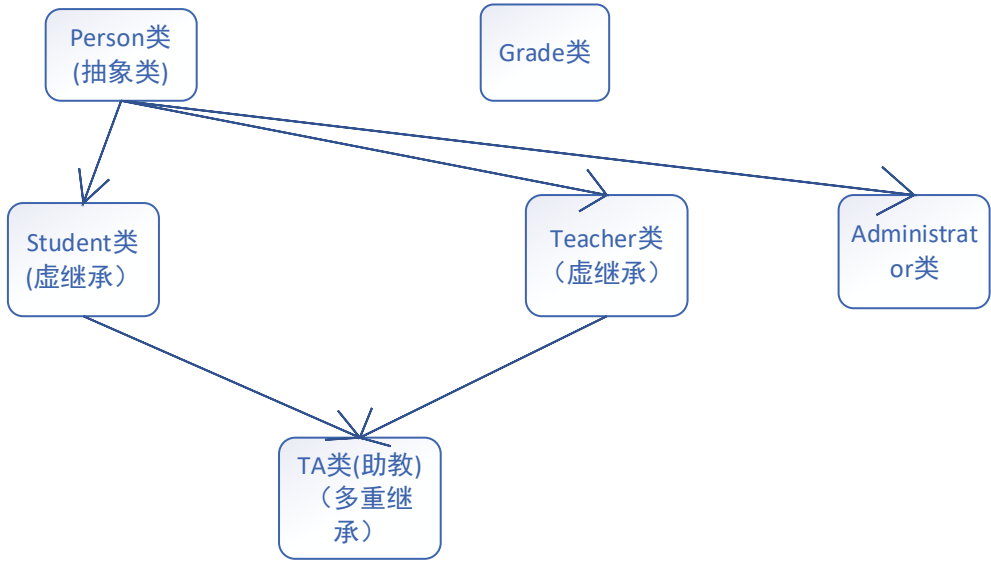 Person类
(抽象类)
Grade类
Student类
(虚继承）
Teacher类
（虚继承）
Administrat
or类
TA类(助教)
（多重继
承）